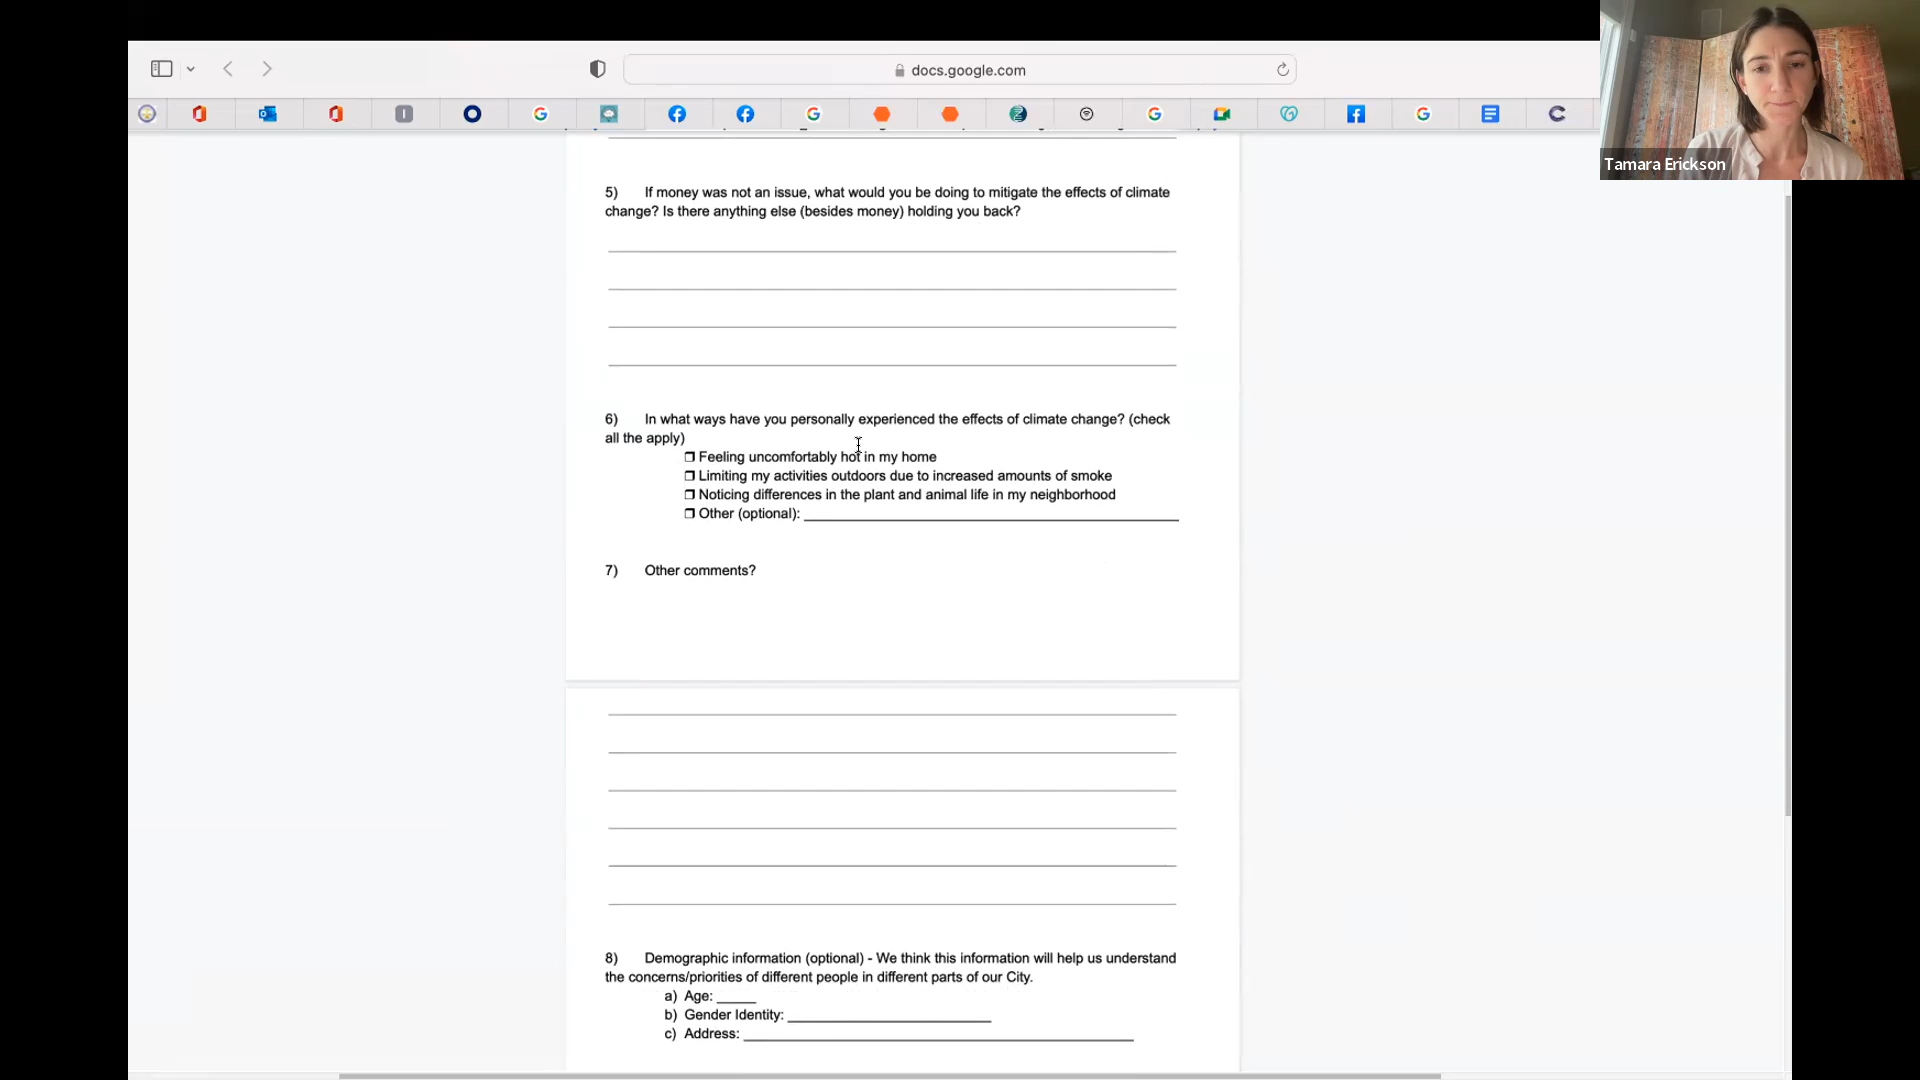 docs.google.com
Tamara Erickson
5) If money was not an issue, what would you be doing to mitigate the effects of climate
change? Is there anything else (besides money) holding you back?
6) In what ways have you personally experienced the effects of climate change? (check
all the apply)
Feeling uncomfortably hot in my home
Limiting my activities outdoors due to increased amounts of smoke
Noticing differences in the plant and animal life in my neighborhood
Other (optional):
7) Other comments?
8) Demographic information (optional) - We think this information will help us understand
the concerns/priorities of different people in different parts of our City.
a) Age:
b) Gender Identity:
c) Address: